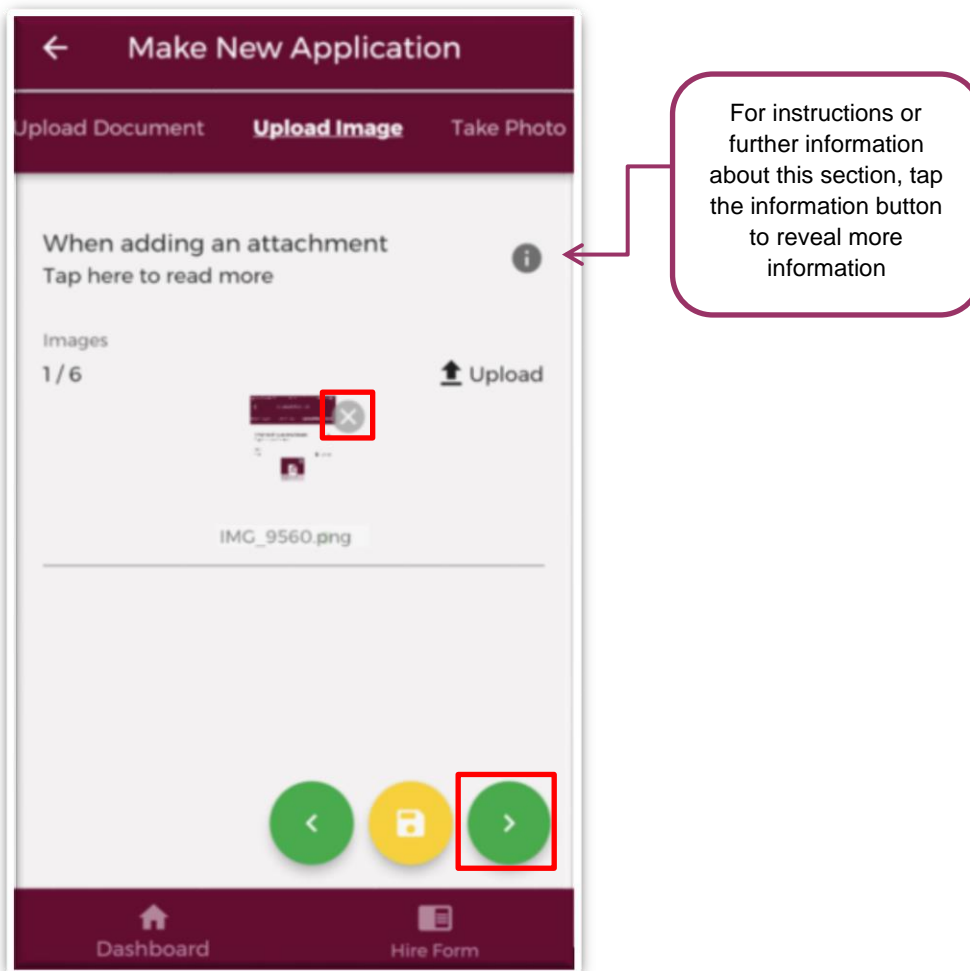 Make New Application
Upload Document Upload Image Take Photo
For instructions or
further information
about this section, tap
the information button
to reveal more
information
When adding an attachment
Tap here to read more
Images
1 / 6
Upload
IMG_9560.png
Dashboard
Hire Form